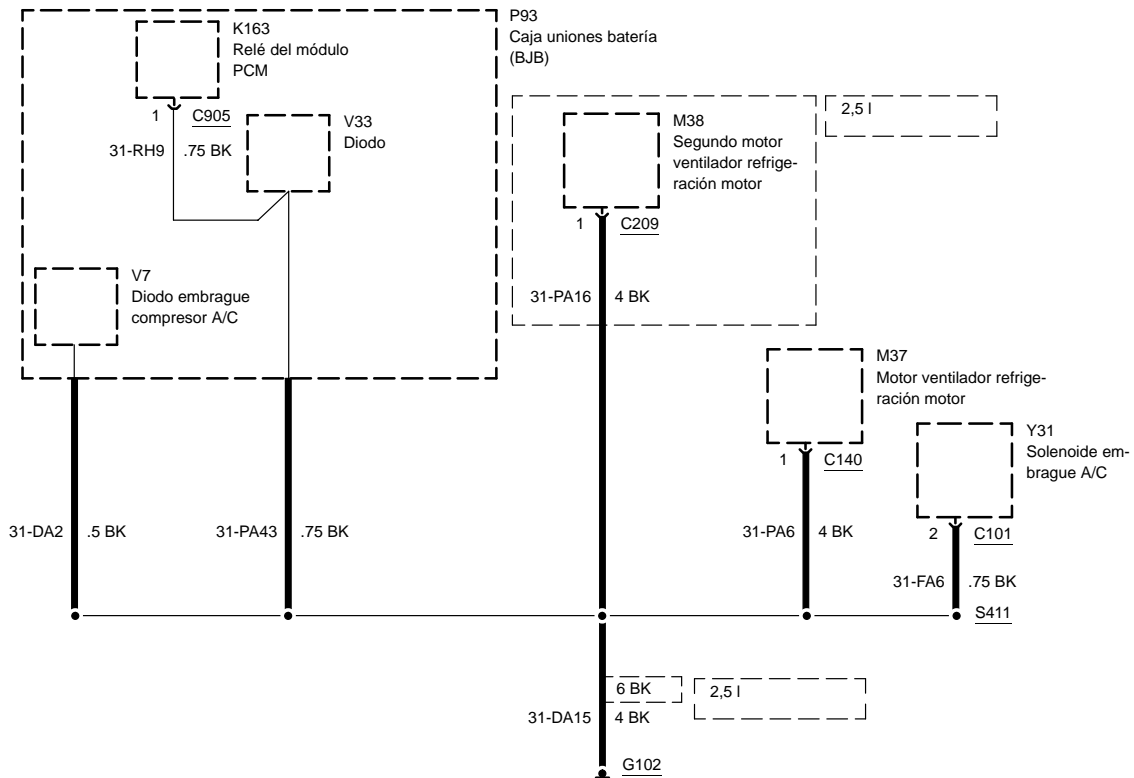 P93
Caja uniones batería
(BJB)
K163
Relé del módulo
PCM
1 C905
31-RH9 .75 BK
V33
Diodo
V7
Diodo embrague
compresor A/C
M38
Segundo motor
ventilador refrige-
ración motor
2,5 l
1 C209
31-PA16 4 BK
M37
Motor ventilador refrige-
ración motor
1 C140
Y31
Solenoide em-
brague A/C
2 C101
31-DA2 .5 BK
31-PA43 .75 BK
31-PA6 4 BK
31-FA6 .75 BK
S411
6 BK
2,5 l
31-DA15 4 BK
G102